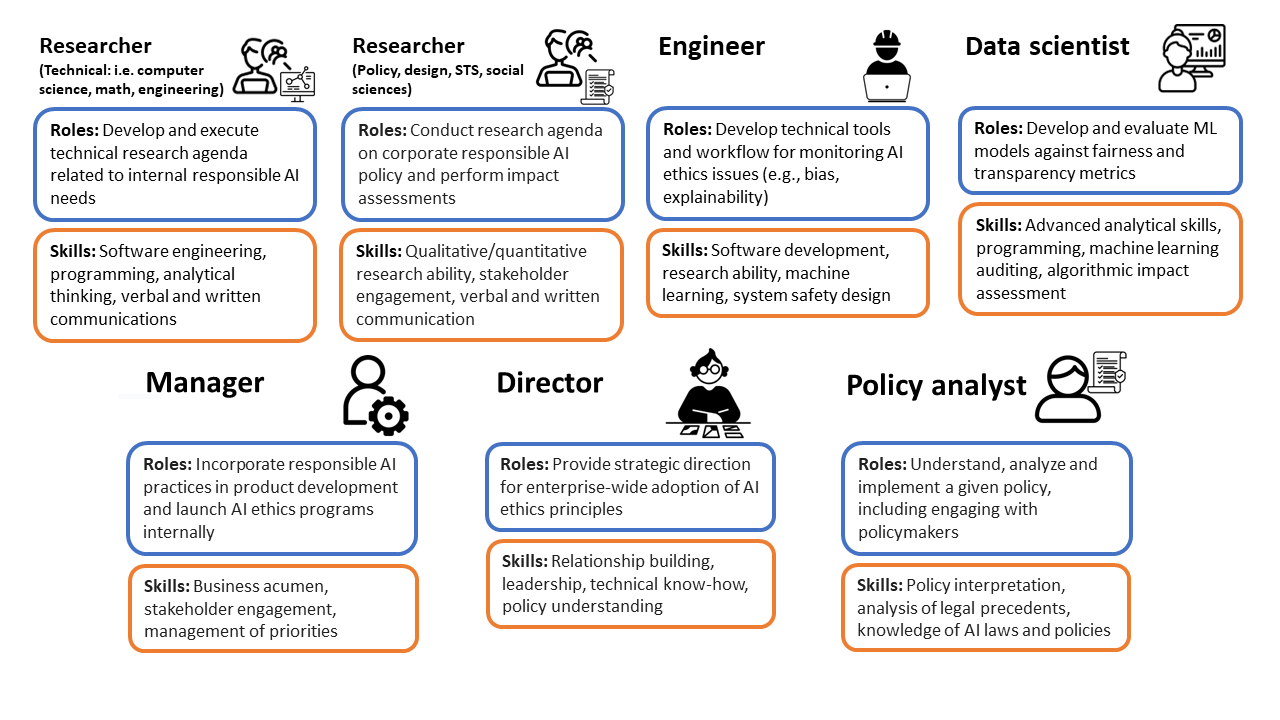 Researcher
(Technical: i.e. computer
science, math, engineering)
Roles: Develop and execute
technical research agenda
related to internal responsible AI
needs
Skills: Software engineering,
programming, analytical
thinking, verbal and written
communications
Researcher
(Policy, design, STS, social
sciences)
Roles: Conduct research agenda
on corporate responsible AI
policy and perform impact
assessments
Skills: Qualitative/quantitative
research ability, stakeholder
engagement, verbal and written
communication
Engineer
Roles: Develop technical tools
and workflow for monitoring AI
ethics issues (e.g., bias,
explainability)
Skills: Software development,
research ability, machine
learning, system safety design
Data scientist
Roles: Develop and evaluate ML
models against fairness and
transparency metrics
Skills: Advanced analytical skills,
programming, machine learning
auditing, algorithmic impact
assessment
Manager
Roles: Incorporate responsible AI
practices in product development
and launch AI ethics programs
internally
Skills: Business acumen,
stakeholder engagement,
management of priorities
Director
Roles: Provide strategic direction
for enterprise-wide adoption of AI
ethics principles
Skills: Relationship building,
leadership, technical know-how,
policy understanding
Policy analyst
Roles: Understand, analyze and
implement a given policy,
including engaging with
policymakers
Skills: Policy interpretation,
analysis of legal precedents,
knowledge of AI laws and policies